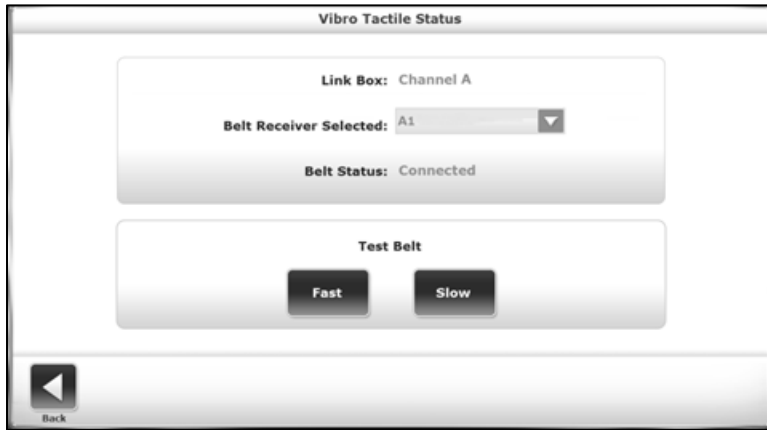 Vibro Tactile Status
Link Box: Channel A
Belt Receiver Selected: A1
Belt Status: Connected
Test Belt
Fast Slow
Back